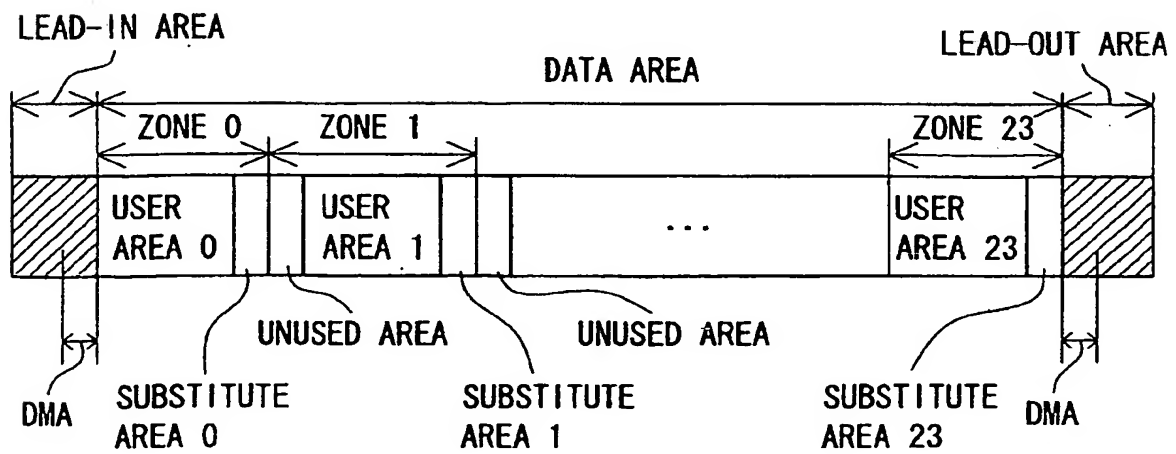 LEAD-IN AREA
LEAD-OUT AREA
DATA AREA
ZONE 0
ZONE 1
ZONE 23
USER
AREA 0
USER
AREA 1
...
USER
AREA 23
UNUSED AREA
UNUSED AREA
DMA
SUBSTITUTE
AREA 0
SUBSTITUTE
AREA 1
SUBSTITUTE
AREA 23
DMA